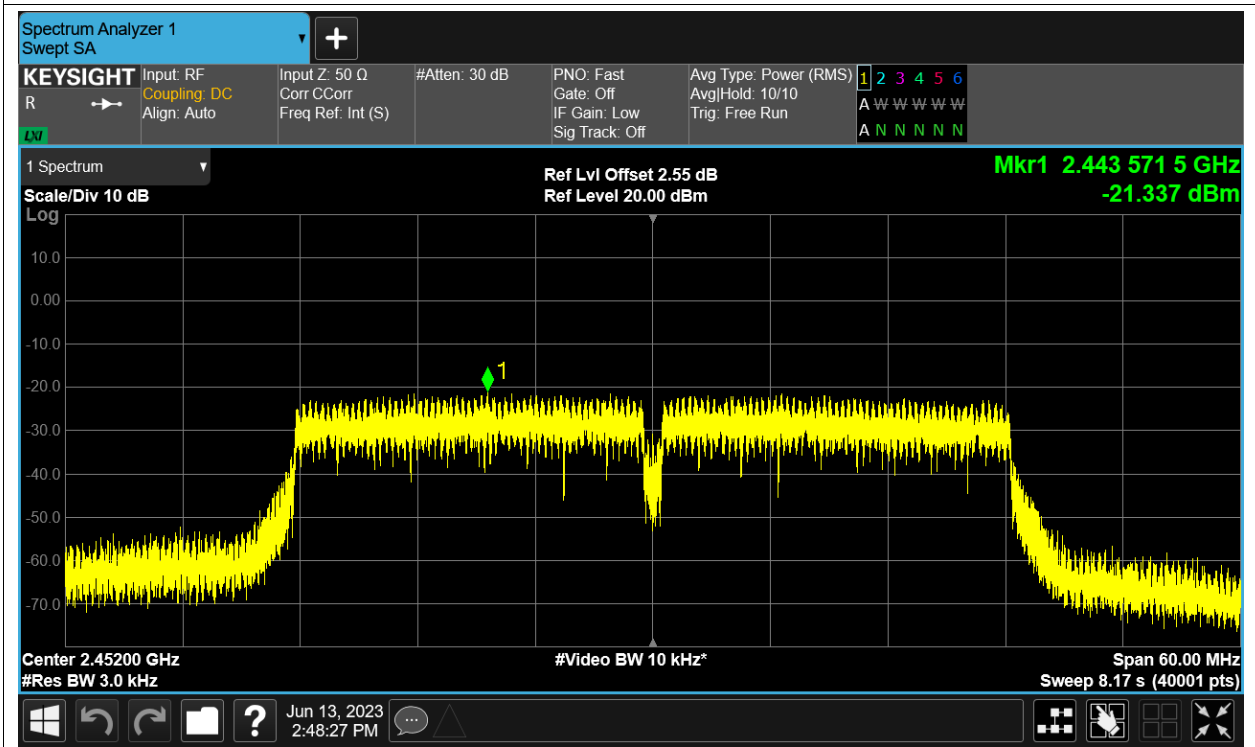 Spectrum Analyzer 1
Swept SA
KEYSIGHT
R
LXI
Input: RF
Coupling: DC
Align: Auto
Input Z: 50 Ω
Corr CCorr
Freq Ref: Int (S)
#Atten: 30 dB
PNO: Fast
Gate: Off
IF Gain: Low
Sig Track: Off
Avg Type: Power (RMS)
Avg|Hold: 10/10
Trig: Free Run
1 2 3 4 5 6
A W W W W W
A N N N N N
1 Spectrum
Scale/Div 10 dB
Log
Ref Lvl Offset 2.55 dB
Ref Level 20.00 dBm
Mkr1 2.443 571 5 GHz
-21.337 dBm
10.0
0.00
-10.0
-20.0
-30.0
-40.0
-50.0
-60.0
-70.0
1
Center 2.45200 GHz
#Res BW 3.0 kHz
#Video BW 10 kHz*
Span 60.00 MHz
Sweep 8.17 s (40001 pts)
?
Jun 13, 2023
2:48:27 PM